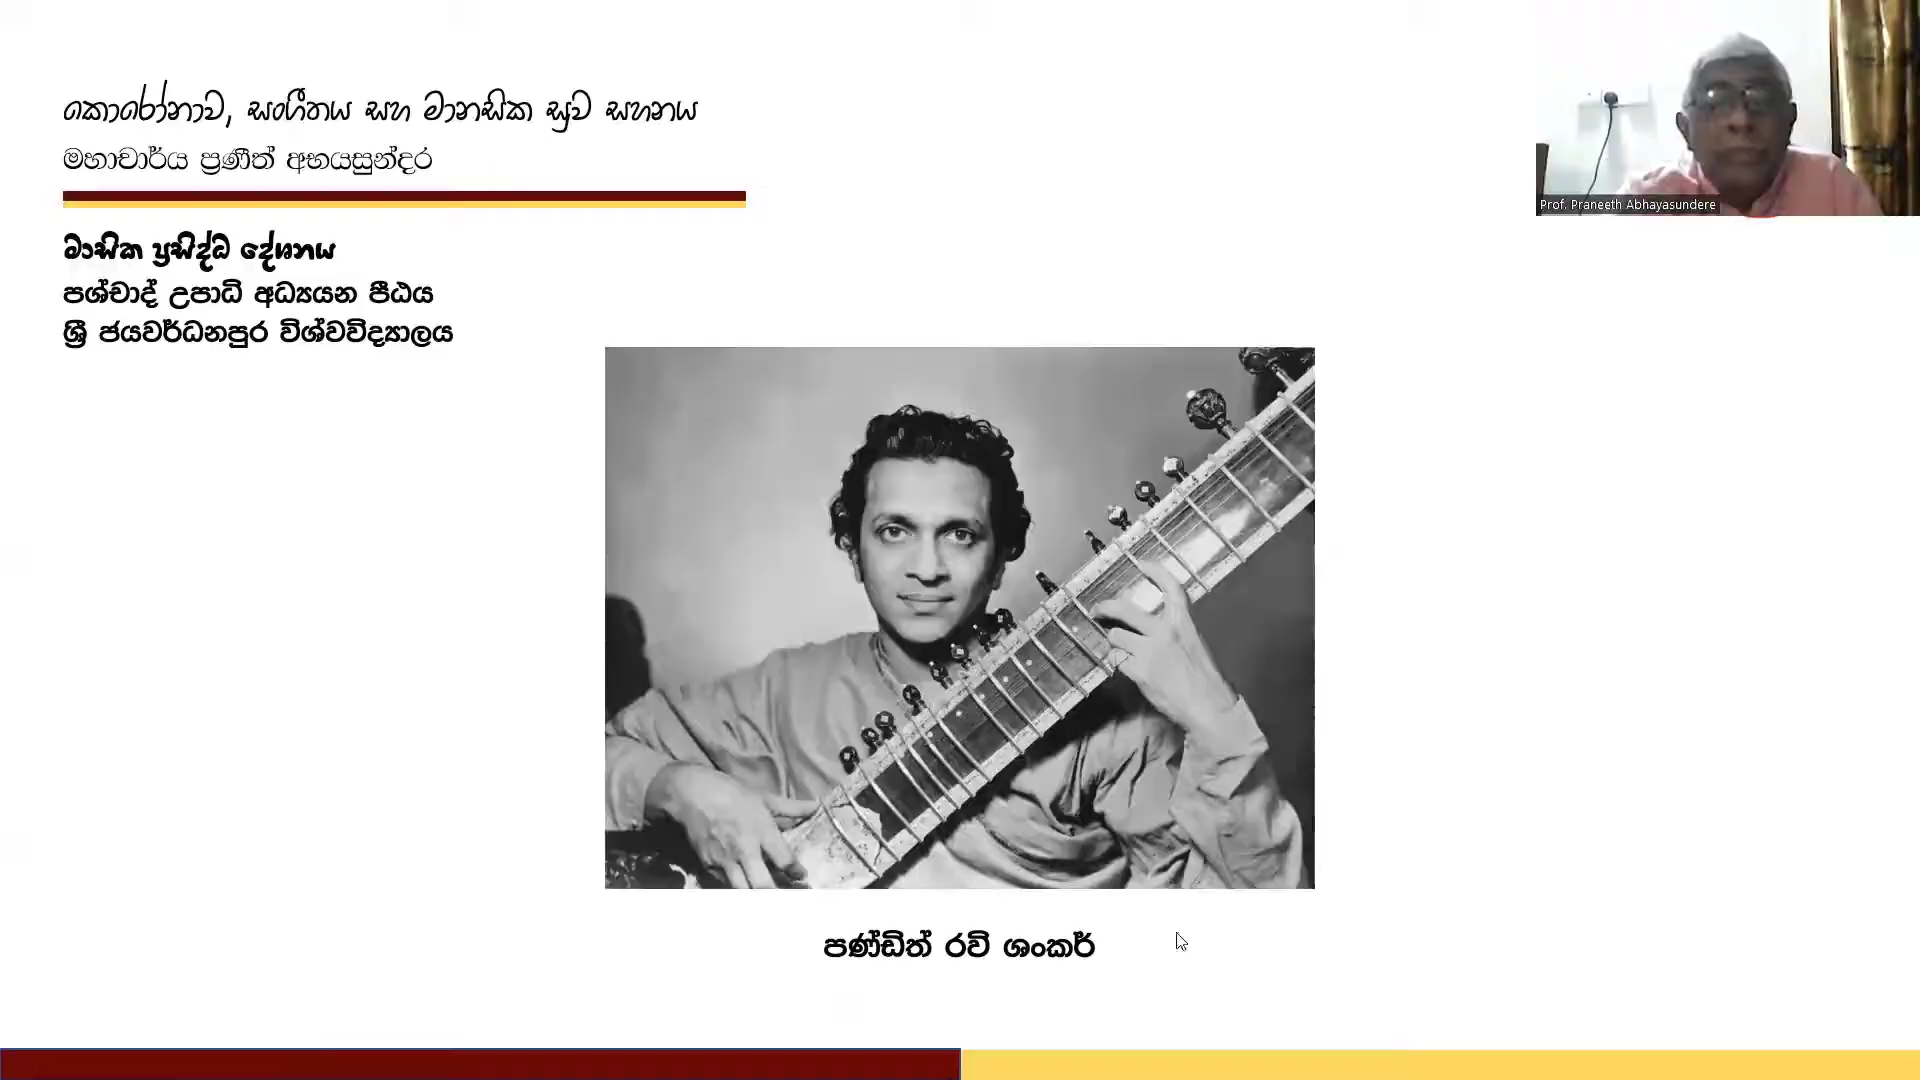 කොරෝනාව, සංගීතය සහ මානසික සුව සහනය
මහාචාර්ය ප්‍රණීත් අභයසුන්දර
මාසික ප්‍රසිද්ධ දේශනය
පශ්චාද් උපාධි අධ්‍යයන පීඨය
ශ්‍රී ජයවර්ධනපුර විශ්වවිද්‍යාලය
Prof. Praneeth Abhayasundere
පණ්ඩිත් රවි ශංකර්